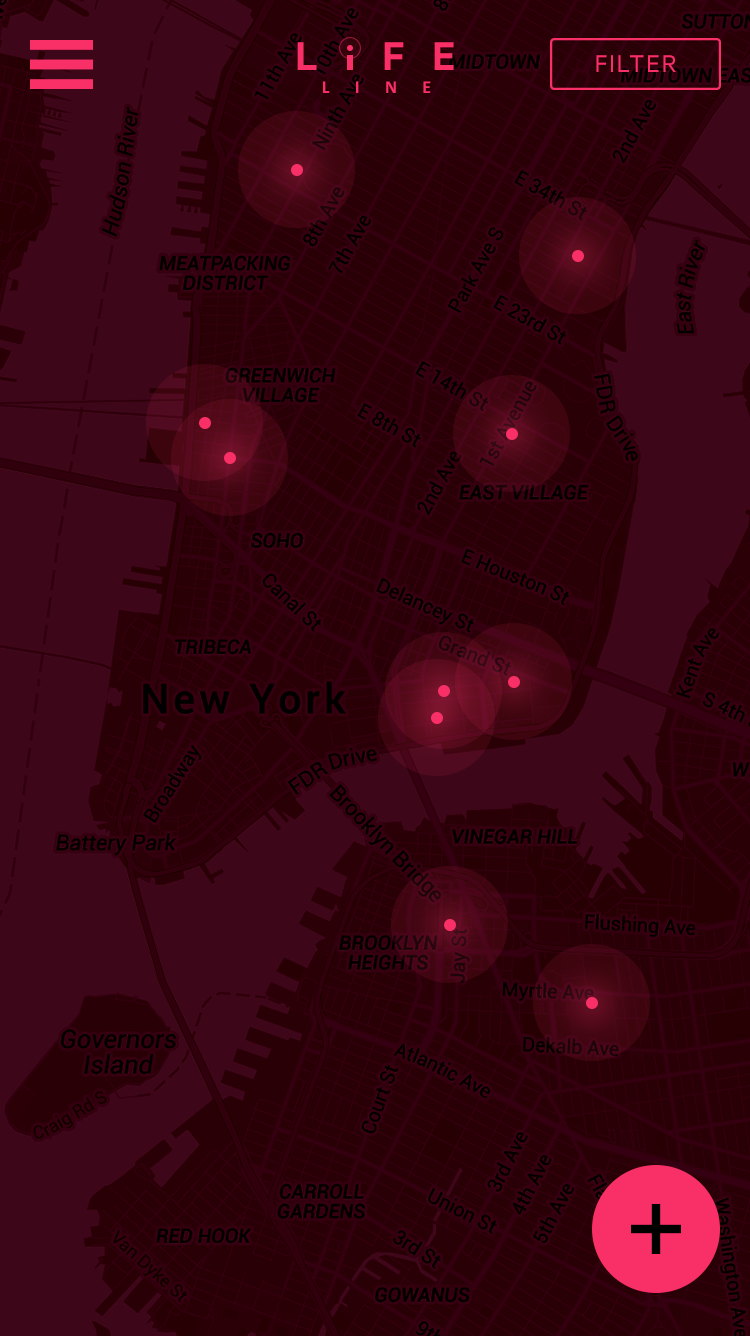 SUTTO
LiFE
LINE
FILTER
MIDTOWN
MIDTOWN EAS
11th Ave
10th Ave
Ninth Ave
2nd Ave
Hudson River
E 34th St
8th Ave
7th Ave
Park Ave S
East River
MEATPACKING
DISTRICT
E 23rd St
GREENWICH
VILLAGE
E 14th St
E 8th St
1st Avenue
FDR Drive
2nd Ave
EAST VILLAGE
SOHO
E Houston St
Canal St
Delancey St
TRIBECA
Grand St
Kent Ave
New York
S 4th
Broadway
FDR Drive
W
Battery Park
Brooklyn Bridge
VINEGAR HILL
Flushing Ave
BROOKLYN
HEIGHTS
Jay St
Myrtle Ave
Governors
Island
Dekalb Ave
Craig Rd S
Atlantic Ave
Court St
3rd Ave
4th Ave
5th Ave
CARROLL
GARDENS
Union St
RED HOOK
3rd St
Van Dyke St
Washington Av
GOWANUS
9th